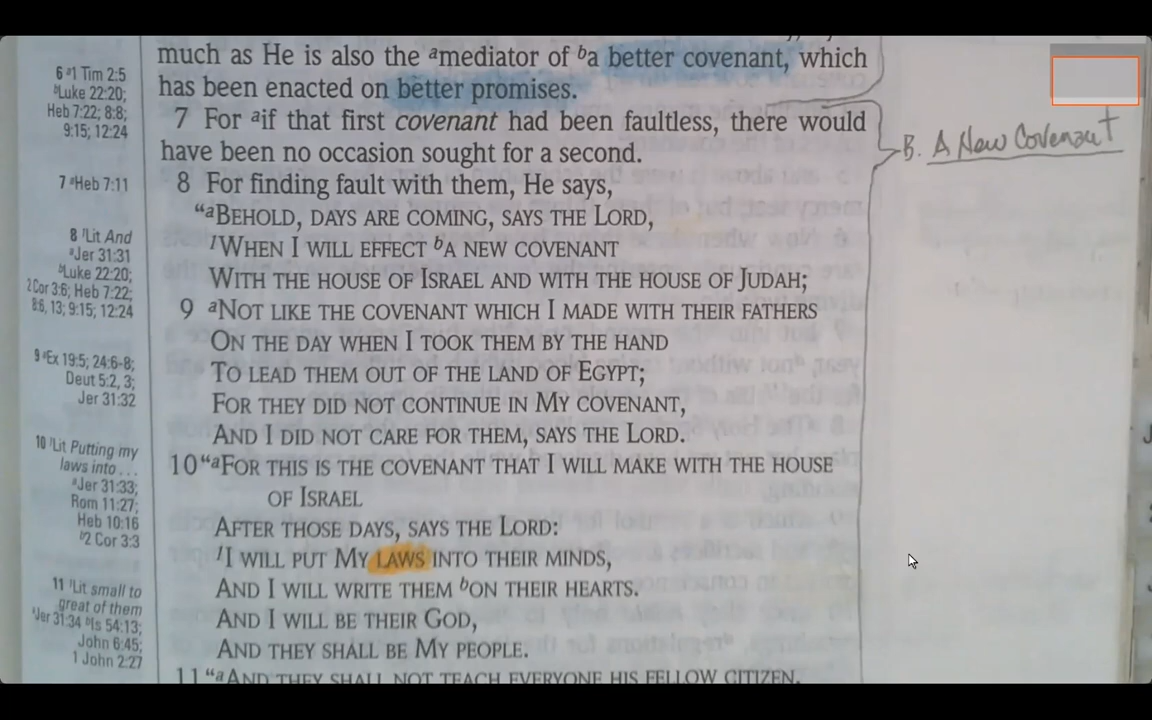 much as He is also the ᵃmediator of ᵇa better covenant, which
has been enacted on better promises.
7 For ᵃif that first covenant had been faultless, there would
have been no occasion sought for a second.
8 For finding fault with them, He says,
“ᵃBEHOLD, DAYS ARE COMING, SAYS THE LORD,
¹WHEN I WILL EFFECT ᵇA NEW COVENANT
WITH THE HOUSE OF ISRAEL AND WITH THE HOUSE OF JUDAH;
9 ᵃNOT LIKE THE COVENANT WHICH I MADE WITH THEIR FATHERS
ON THE DAY WHEN I TOOK THEM BY THE HAND
TO LEAD THEM OUT OF THE LAND OF EGYPT;
FOR THEY DID NOT CONTINUE IN MY COVENANT,
AND I DID NOT CARE FOR THEM, SAYS THE LORD.
10 “ᵃFOR THIS IS THE COVENANT THAT I WILL MAKE WITH THE HOUSE
OF ISRAEL
AFTER THOSE DAYS, SAYS THE LORD:
¹I WILL PUT MY LAWS INTO THEIR MINDS,
AND I WILL WRITE THEM ᵇON THEIR HEARTS.
AND I WILL BE THEIR GOD,
AND THEY SHALL BE MY PEOPLE.
11 “ᵃAND THEY SHALL NOT TEACH EVERYONE HIS FELLOW CITIZEN,
6 ᵃ1 Tim 2:5
ᵇLuke 22:20;
Heb 7:22; 8:8;
9:15; 12:24
7 ᵃHeb 7:11
8 ¹Lit And
ᵃJer 31:31
ᵇLuke 22:20;
2 Cor 3:6; Heb 7:22;
8:6, 13; 9:15; 12:24
9 ᵃEx 19:5; 24:6-8;
Deut 5:2, 3;
Jer 31:32
10 ¹Lit Putting my
laws into...
ᵃJer 31:33;
Rom 11:27;
Heb 10:16
ᵇ2 Cor 3:3
11 ¹Lit small to
great of them
ᵃJer 31:34 ᵇIs 54:13;
John 6:45;
1 John 2:27
B. A New Covenant